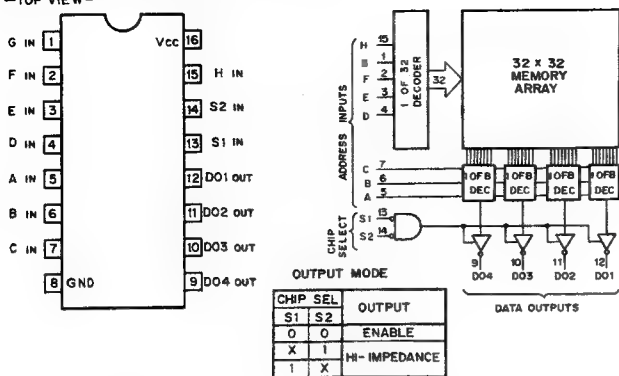 —TOP VIEW—
G IN 1
F IN 2
E IN 3
D IN 4
A IN 5
B IN 6
C IN 7
8 GND
Vcc 16
15 H IN
14 S2 IN
13 S1 IN
12 DO1 OUT
11 DO2 OUT
10 DO3 OUT
9 DO4 OUT
ADDRESS INPUTS
H 15
B 1
F 2
E 3
D 4
1 OF 32
DECODER
32
32 X 32
MEMORY
ARRAY
C 7
B 6
A 5
1 OF 8 DEC
1 OF 8 DEC
1 OF 8 DEC
1 OF 8 DEC
CHIP SELECT
S1 13
S2 14
9 10 11 12
DO4 DO3 DO2 DO1
DATA OUTPUTS
OUTPUT MODE
CHIP SEL OUTPUT
S1 S2
0 0 ENABLE
X 1 HI-IMPEDANCE
1 X